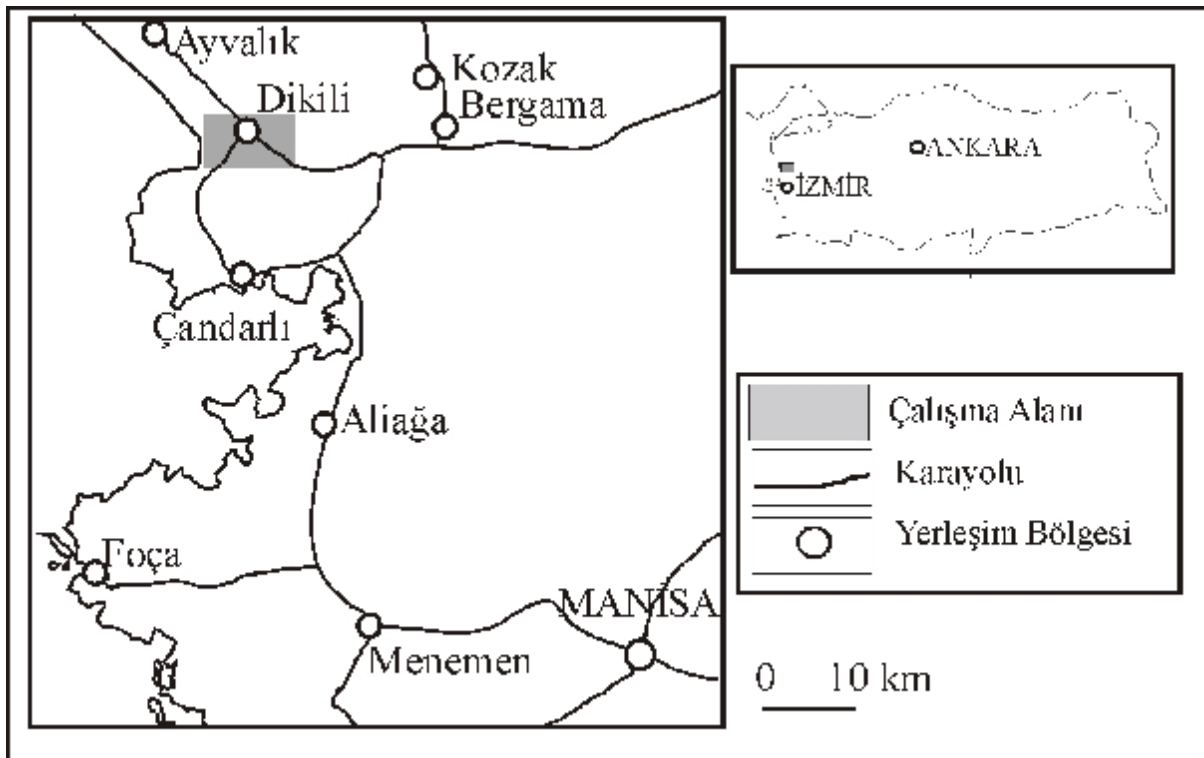 Ayvalık
Kozak
Dikili
Bergama
Çandarlı
Aliağa
Foça
MANİSA
Menemen
ANKARA
İZMİR
Çalışma Alanı
Karayolu
Yerleşim Bölgesi
0 10 km